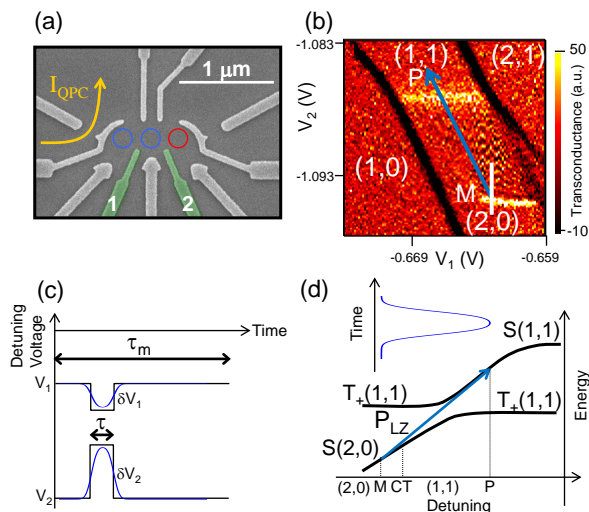 (a)
I_QPC
1 μm
1
2
(b)
-1.083
V_2 (V)
-1.093
(1,1)
P
(2,1)
(1,0)
M
(2,0)
-0.669
V_1 (V)
-0.659
50
Transconductance (a.u.)
-10
(c)
Detuning
Voltage
Time
τ_m
V_1
δV_1
τ
δV_2
V_2
(d)
Time
S(1,1)
T_+(1,1)
T_+(1,1)
P_LZ
S(2,0)
Energy
(2,0) M CT (1,1) P
Detuning